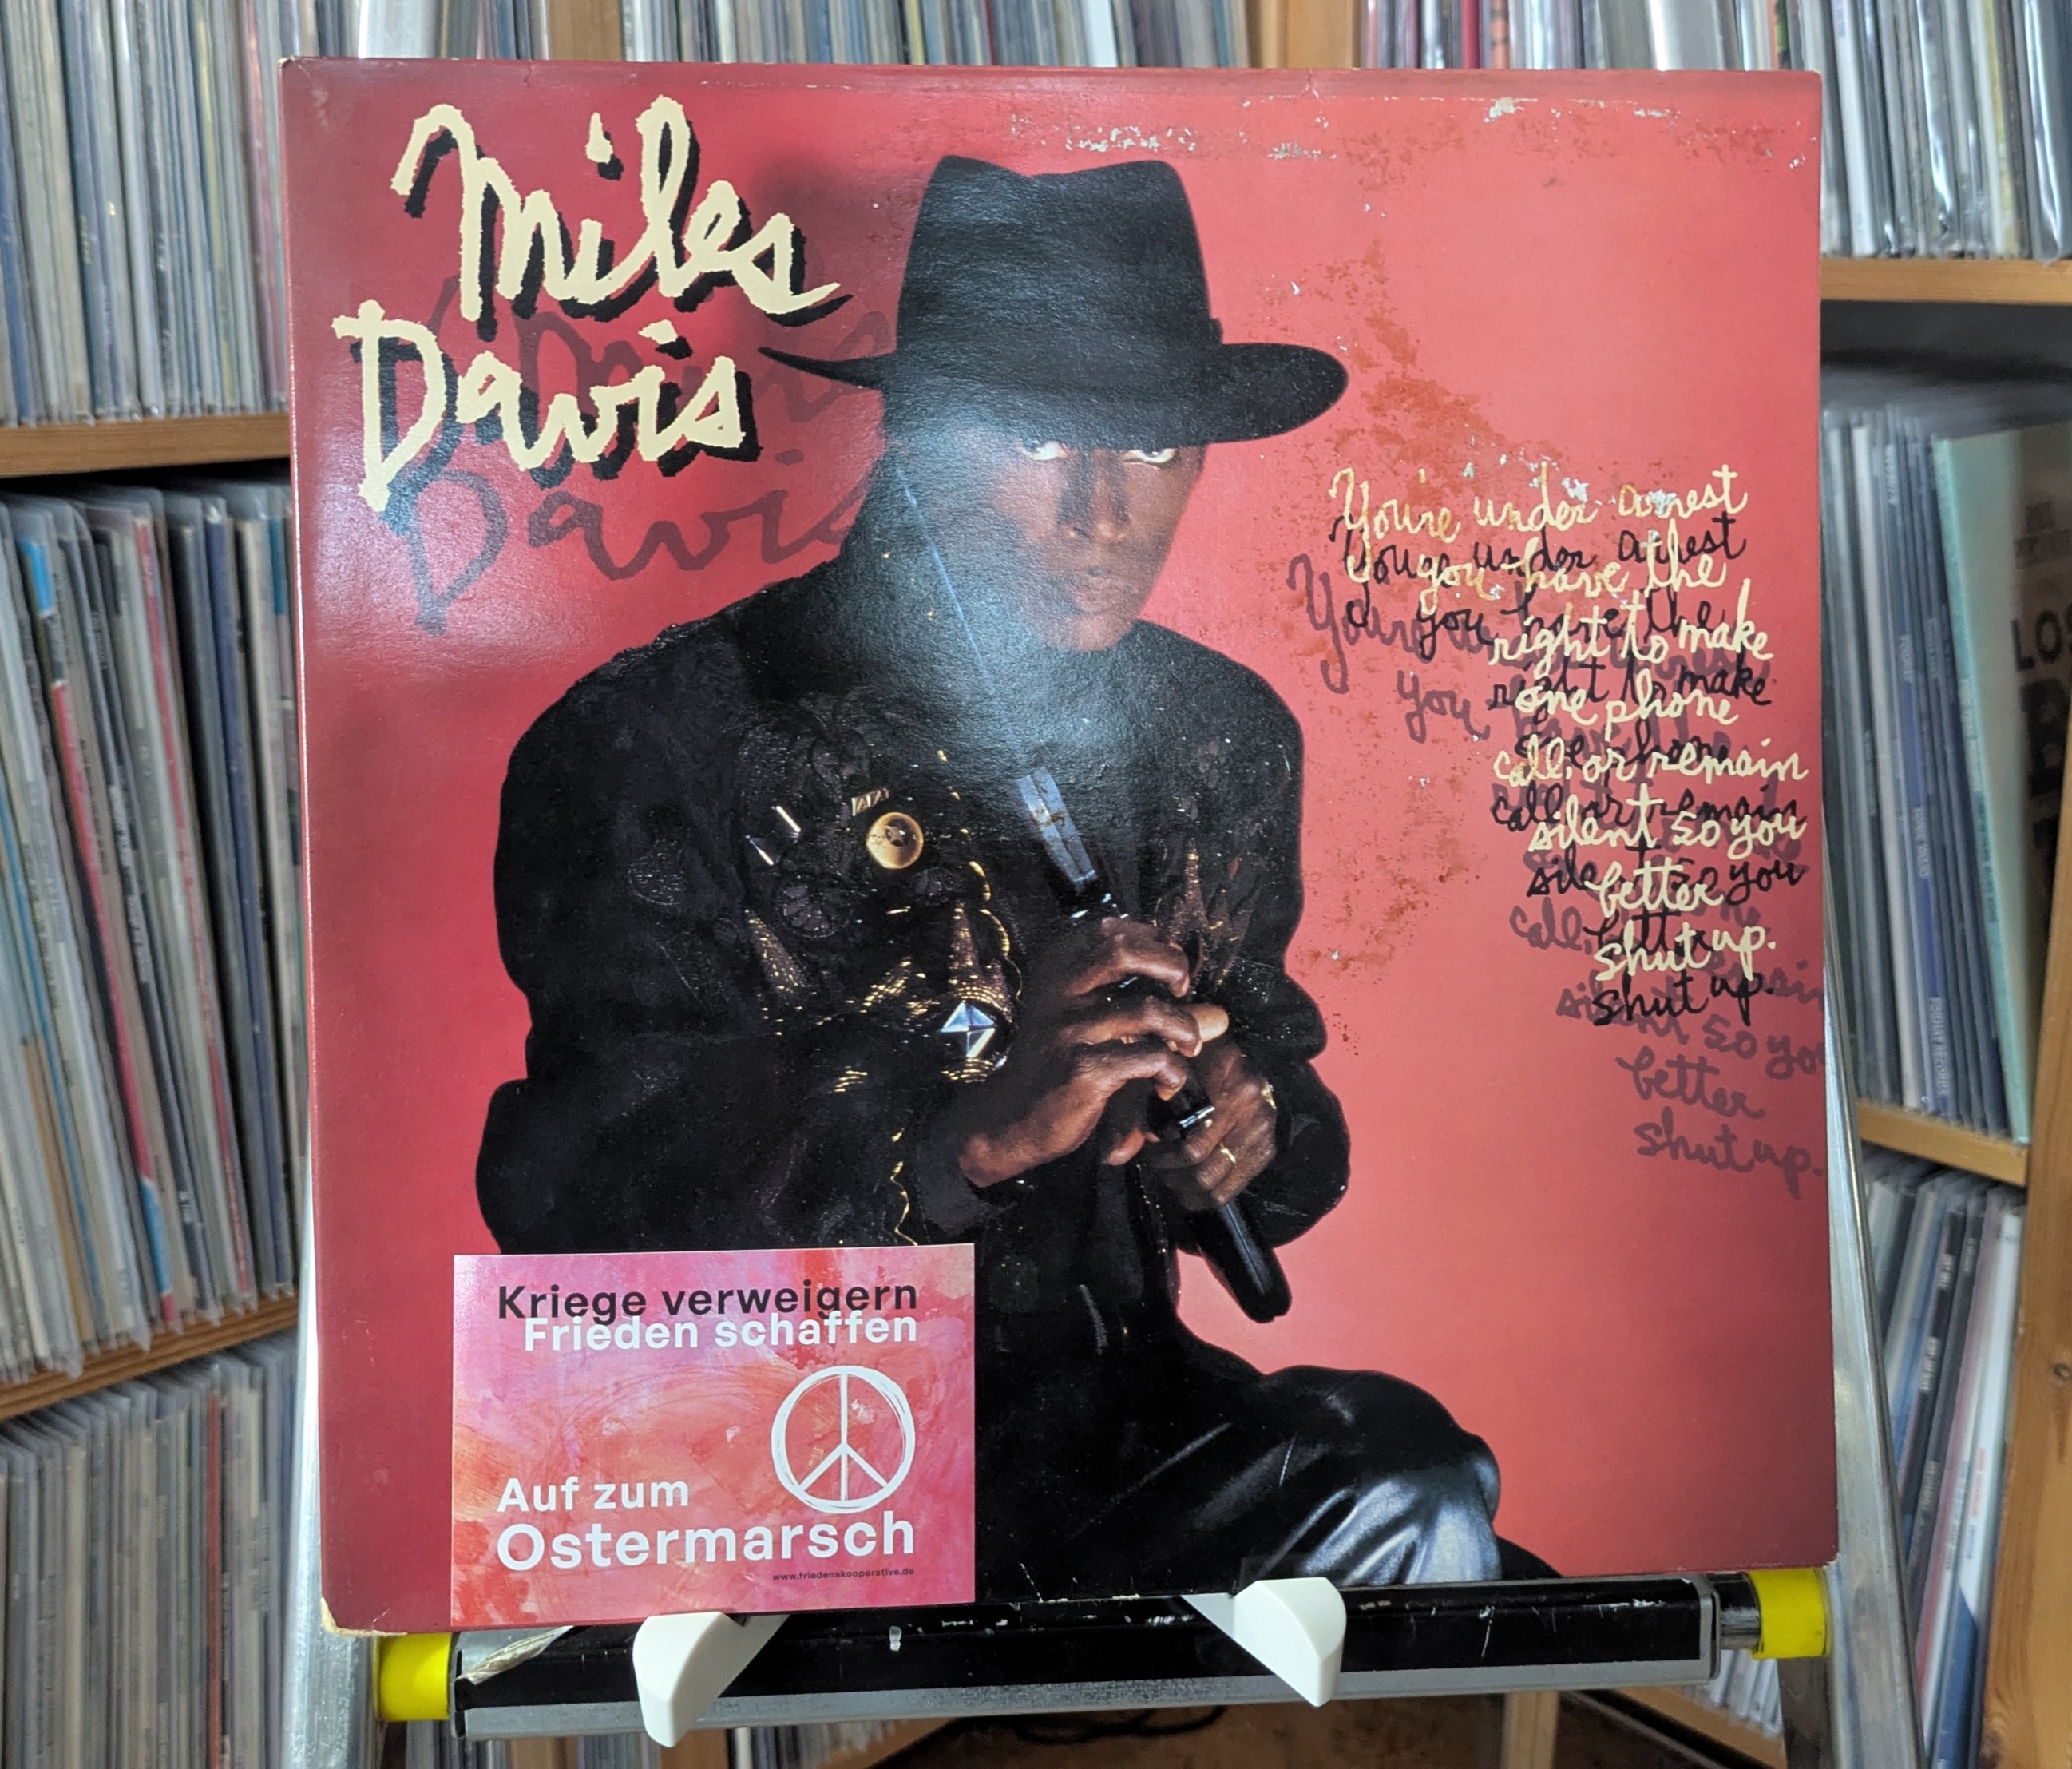 Miles
Davis
You're under arrest
you have the
right to make
one phone
call, or remain
silent so you
better
shut up.
Kriege verweigern
Frieden schaffen
Auf zum
Ostermarsch
www.friedenskooperative.de